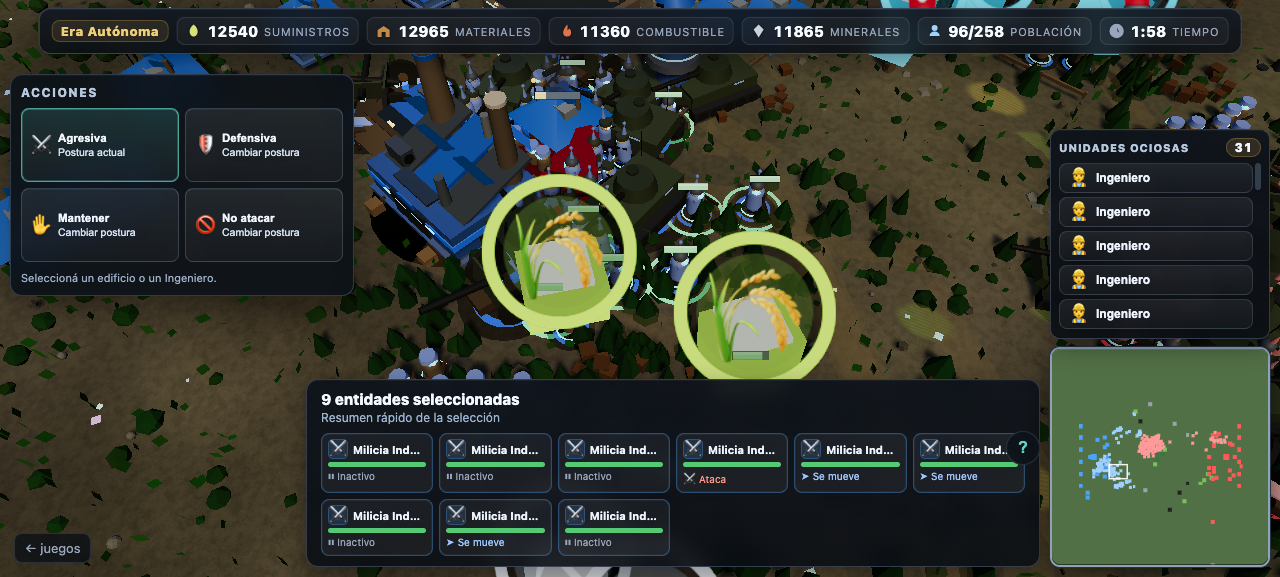 Era Autónoma
12540 SUMINISTROS
12965 MATERIALES
11360 COMBUSTIBLE
11865 MINERALES
96/258 POBLACIÓN
1:58 TIEMPO
ACCIONES
Agresiva
Postura actual
Defensiva
Cambiar postura
Mantener
Cambiar postura
No atacar
Cambiar postura
Seleccioná un edificio o un Ingeniero.
UNIDADES OCIOSAS 31
Ingeniero
Ingeniero
Ingeniero
Ingeniero
Ingeniero
9 entidades seleccionadas
Resumen rápido de la selección
Milicia Ind...
Inactivo
Milicia Ind...
Inactivo
Milicia Ind...
Inactivo
Milicia Ind...
Ataca
Milicia Ind...
Se mueve
Milicia Ind...
Se mueve
?
Milicia Ind...
Inactivo
Milicia Ind...
Se mueve
Milicia Ind...
Inactivo
← juegos